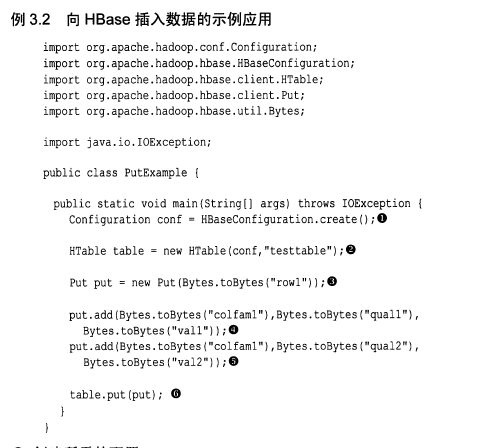 例 3.2 向 HBase 插入数据的示例应用
import org.apache.hadoop.conf.Configuration;
import org.apache.hadoop.hbase.HBaseConfiguration;
import org.apache.hadoop.hbase.client.HTable;
import org.apache.hadoop.hbase.client.Put;
import org.apache.hadoop.hbase.util.Bytes;
import java.io.IOException;
public class PutExample {
public static void main(String[] args) throws IOException {
Configuration conf = HBaseConfiguration.create();❶
HTable table = new HTable(conf,"testtable");❷
Put put = new Put(Bytes.toBytes("row1"));❸
put.add(Bytes.toBytes("colfam1"),Bytes.toBytes("qual1"),
Bytes.toBytes("val1"));❹
put.add(Bytes.toBytes("colfam1"),Bytes.toBytes("qual2"),
Bytes.toBytes("val2"));❺
table.put(put); ❻
}
}